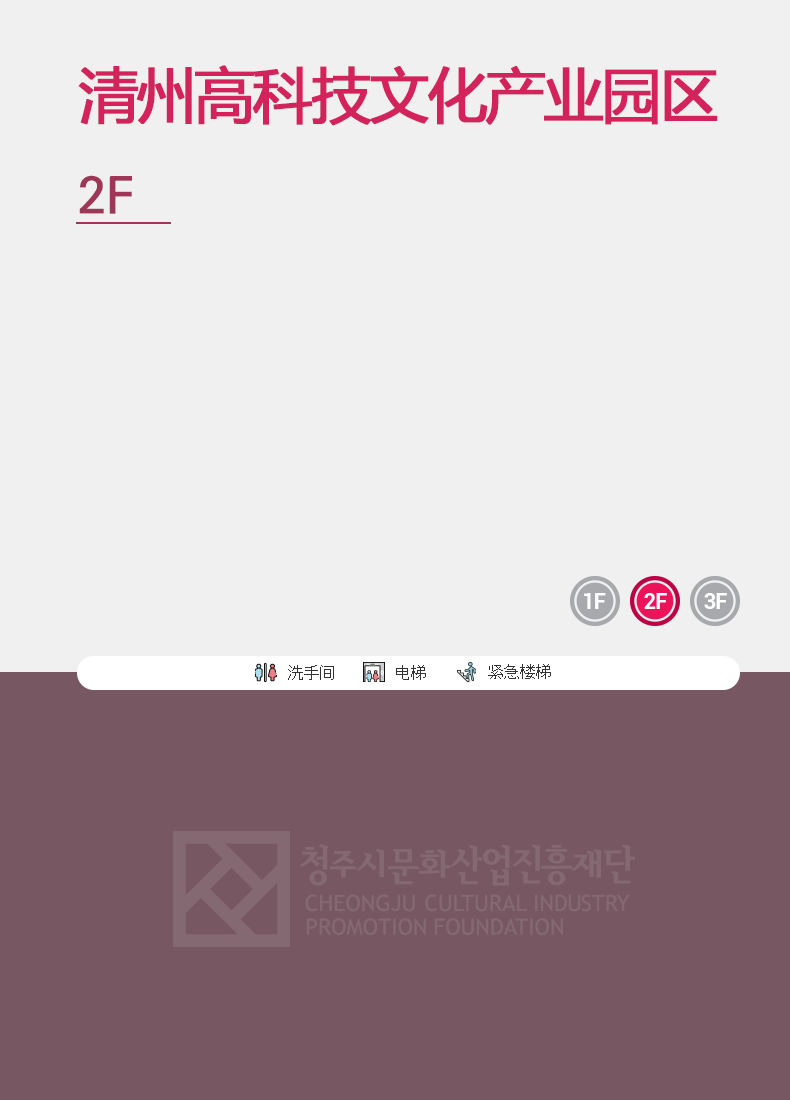 清州高科技文化产业园区
2F
1F 2F 3F
洗手间 电梯 紧急楼梯
청주시문화산업진흥재단
CHEONGJU CULTURAL INDUSTRY
PROMOTION FOUNDATION